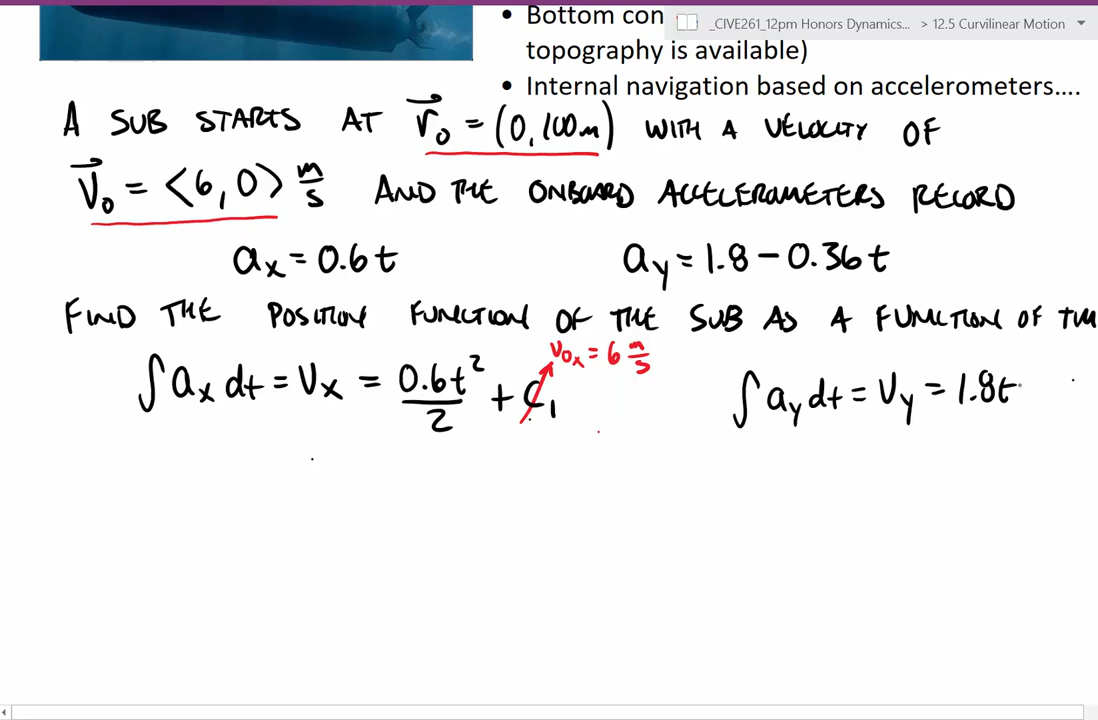 • Bottom con
_CIVE261_12pm Honors Dynamics... > 12.5 Curvilinear Motion
topography is available)
• Internal navigation based on accelerometers....
A SUB STARTS AT r⃗₀ = (0, 100m) WITH A VELOCITY OF
v⃗₀ = <6, 0> m/s AND THE ONBOARD ACCELEROMETERS RECORD
aₓ = 0.6t a_y = 1.8 - 0.36t
FIND THE POSITION FUNCTION OF THE SUB AS A FUNCTION OF TIM
v₀ₓ = 6 m/s
∫aₓ dt = vₓ = 0.6t²/2 + C₁ ∫a_y dt = v_y = 1.8t